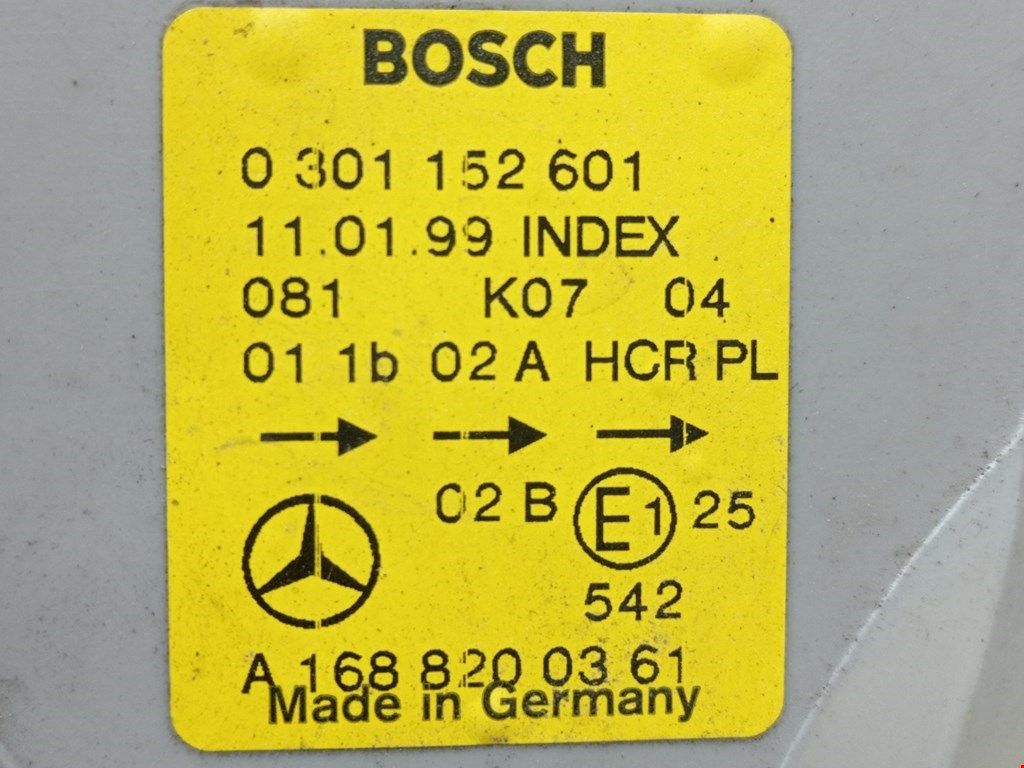 BOSCH
0 301 152 601
11.01.99 INDEX
081 K07 04
01 1b 02 A HCR PL
02 B E1 25
542
A 168 820 03 61
Made in Germany